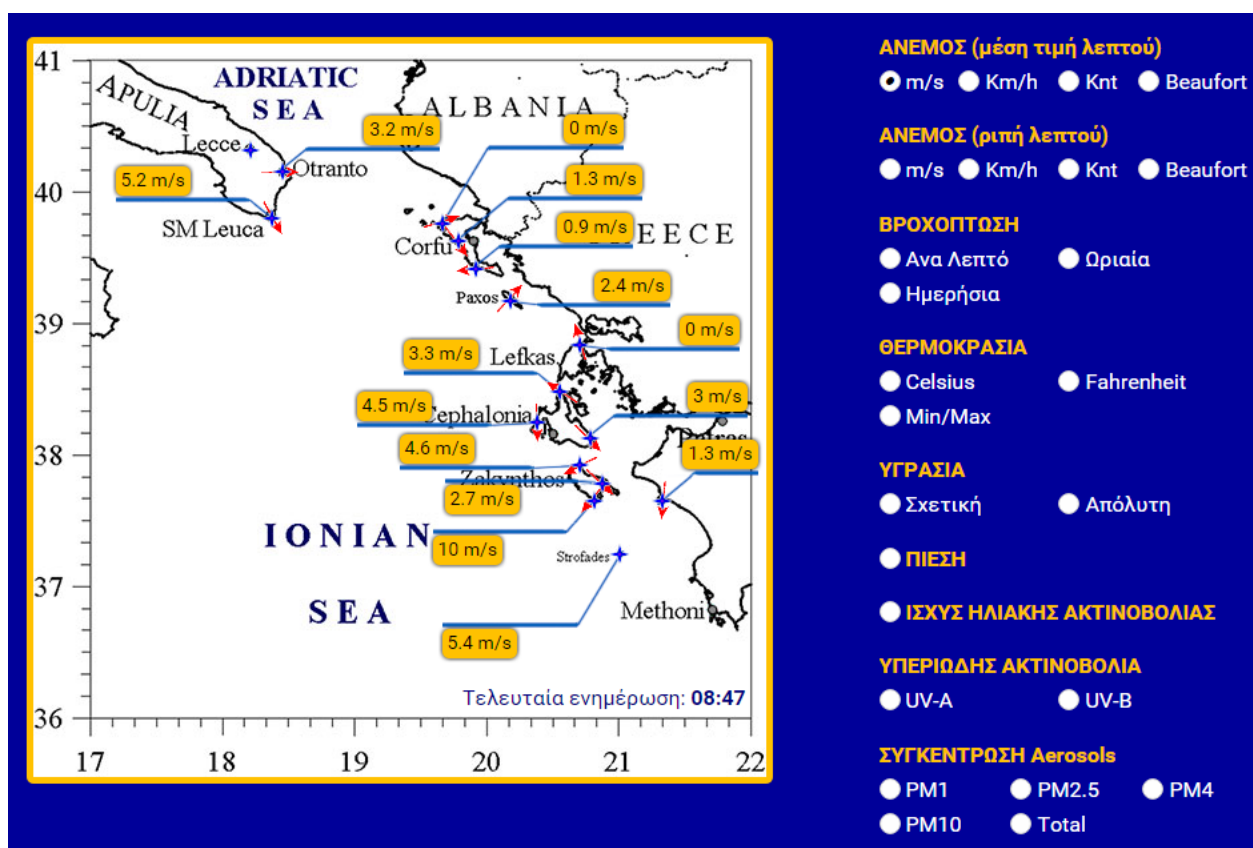 41
ADRIATIC
SEA
APULIA
ALBANIA
3.2 m/s
0 m/s
Lecce
Otranto
5.2 m/s
1.3 m/s
40
SM Leuca
0.9 m/s
Corfu
REECE
Paxos
2.4 m/s
39
0 m/s
3.3 m/s
Lefkas
4.5 m/s
Cephalonia
3 m/s
4.6 m/s
Patras
1.3 m/s
38
Zakynthos
2.7 m/s
IONIAN
10 m/s
Strofades
37
SEA
Methoni
5.4 m/s
Τελευταία ενημέρωση: 08:47
36
17 18 19 20 21 22
ΑΝΕΜΟΣ (μέση τιμή λεπτού)
m/s Km/h Knt Beaufort
ΑΝΕΜΟΣ (ριπή λεπτού)
m/s Km/h Knt Beaufort
ΒΡΟΧΟΠΤΩΣΗ
Ανα Λεπτό Ωριαία
Ημερήσια
ΘΕΡΜΟΚΡΑΣΙΑ
Celsius Fahrenheit
Min/Max
ΥΓΡΑΣΙΑ
Σχετική Απόλυτη
ΠΙΕΣΗ
ΙΣΧΥΣ ΗΛΙΑΚΗΣ ΑΚΤΙΝΟΒΟΛΙΑΣ
ΥΠΕΡΙΩΔΗΣ ΑΚΤΙΝΟΒΟΛΙΑ
UV-A UV-B
ΣΥΓΚΕΝΤΡΩΣΗ Aerosols
PM1 PM2.5 PM4
PM10 Total